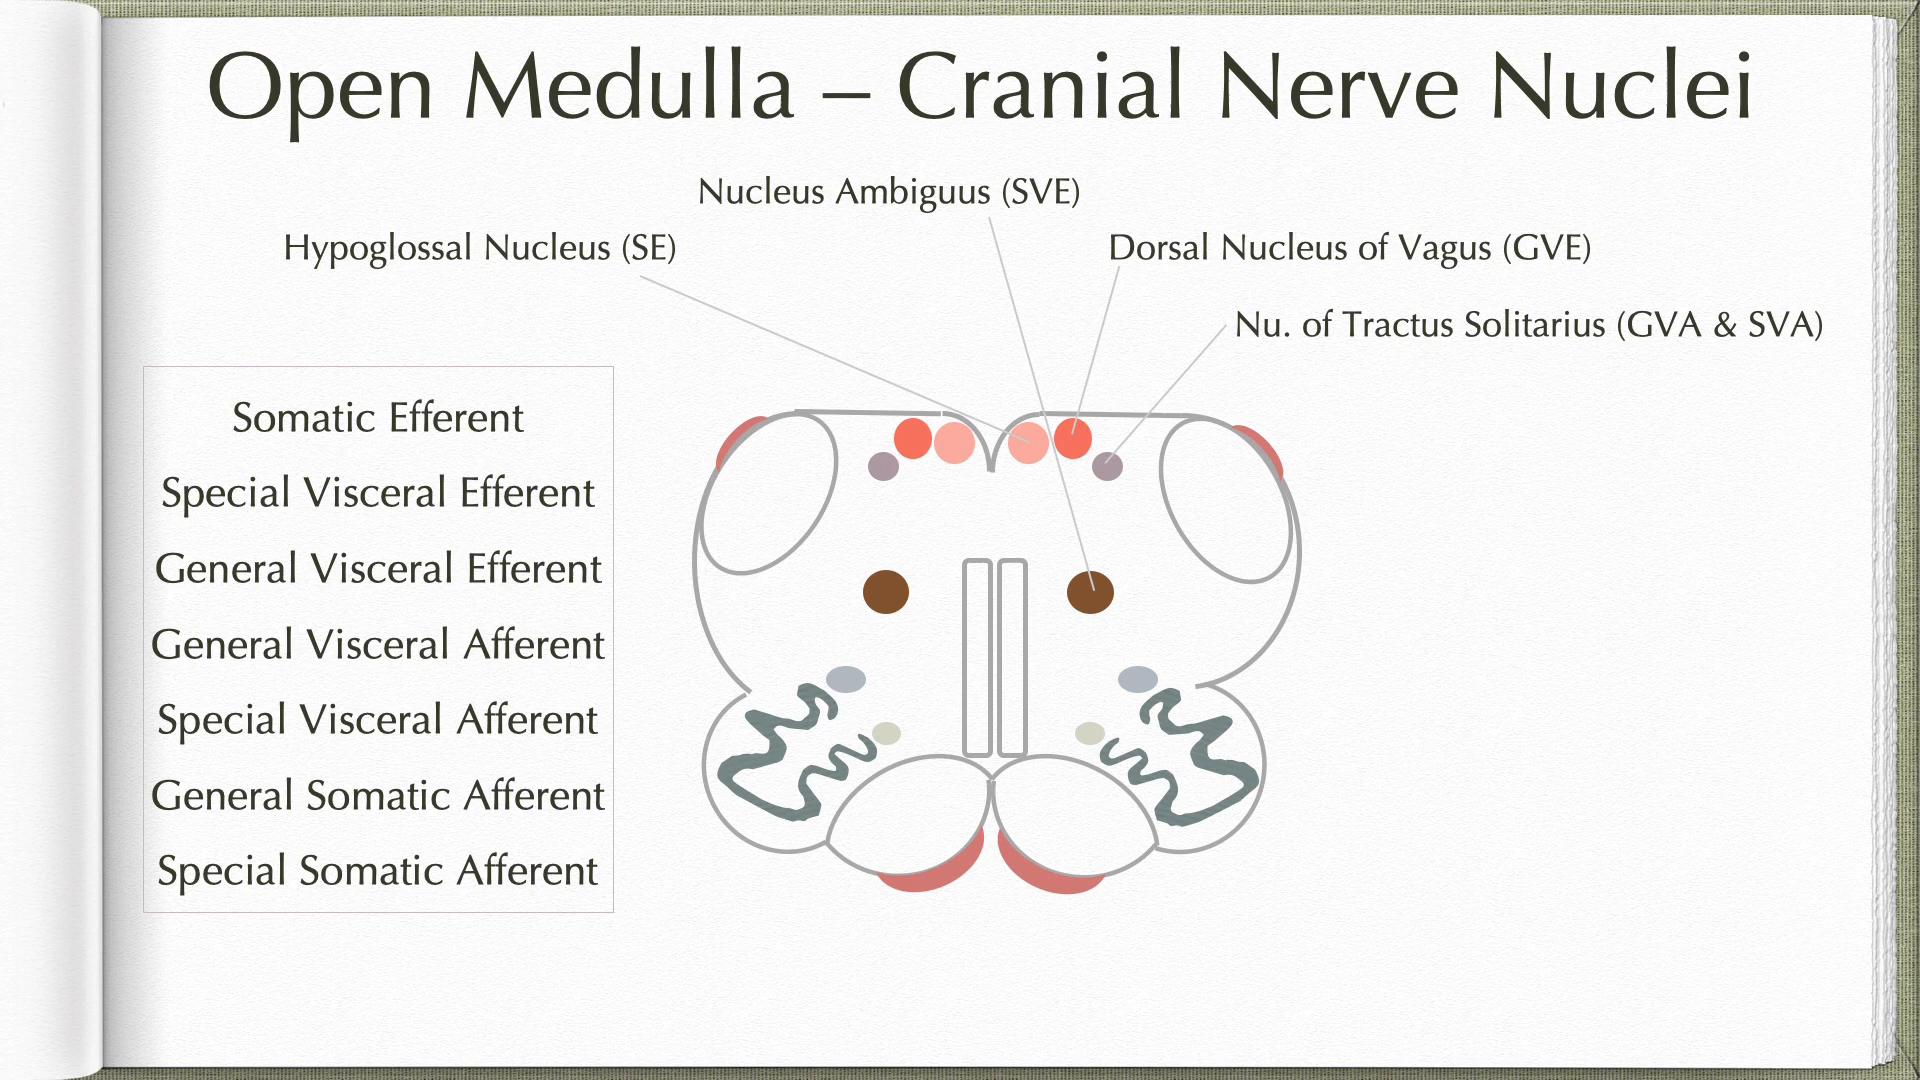 Open Medulla – Cranial Nerve Nuclei
Nucleus Ambiguus (SVE)
Hypoglossal Nucleus (SE)
Dorsal Nucleus of Vagus (GVE)
Nu. of Tractus Solitarius (GVA & SVA)
Somatic Efferent
Special Visceral Efferent
General Visceral Efferent
General Visceral Afferent
Special Visceral Afferent
General Somatic Afferent
Special Somatic Afferent